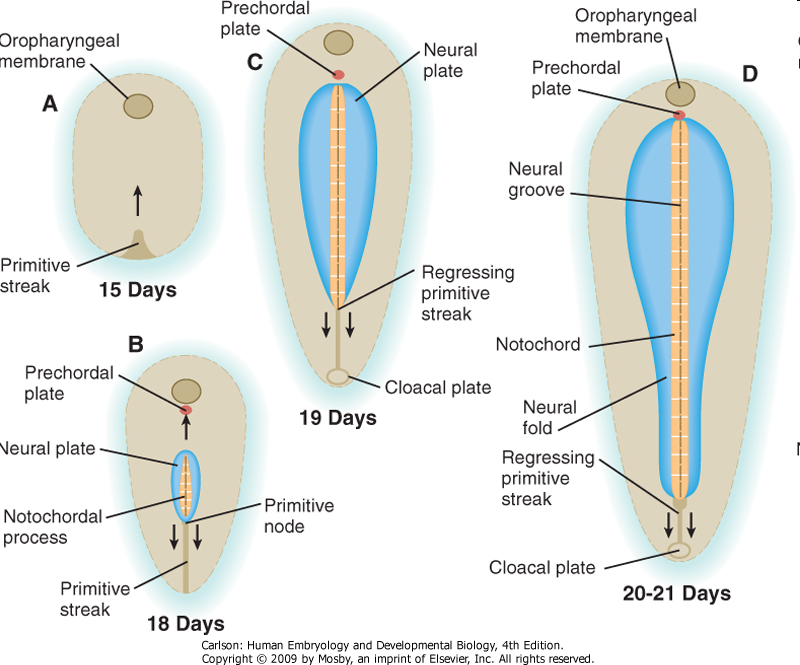 Oropharyngeal
membrane
A
Primitive
streak
15 Days
B
Prechordal
plate
Neural plate
Notochordal
process
Primitive
node
Primitive
streak
18 Days
Prechordal
plate
C
Neural
plate
Regressing
primitive
streak
Cloacal plate
19 Days
Oropharyngeal
membrane
Prechordal
plate
D
Neural
groove
Notochord
Neural
fold
Regressing
primitive
streak
Cloacal plate
20-21 Days
Carlson: Human Embryology and Developmental Biology, 4th Edition.
Copyright © 2009 by Mosby, an imprint of Elsevier, Inc. All rights reserved.